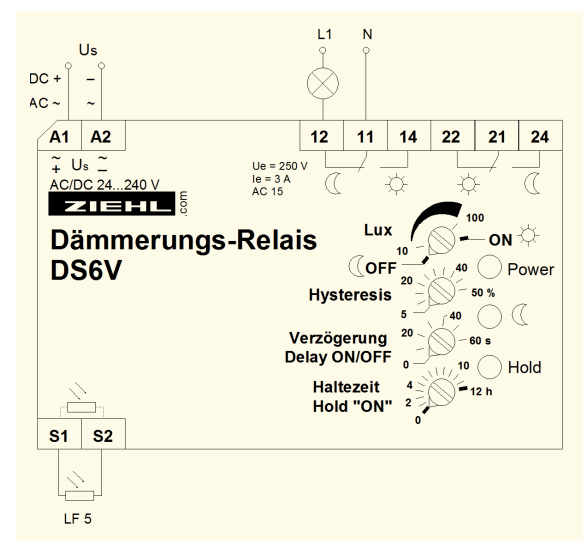 Us
L1 N
DC + –
AC ~ ~
A1 A2
12 11 14 22 21 24
~ Us ~
+ –
AC/DC 24...240 V
Ue = 250 V
Ie = 3 A
AC 15
ZIEHL.com
Dämmerungs-Relais
DS6V
Lux
10
100
ON
OFF
Power
Hysteresis
5
20
40
50 %
Verzögerung
Delay ON/OFF
0
20
40
60 s
Hold
Haltezeit
Hold "ON"
0
2
4
10
12 h
S1 S2
LF 5